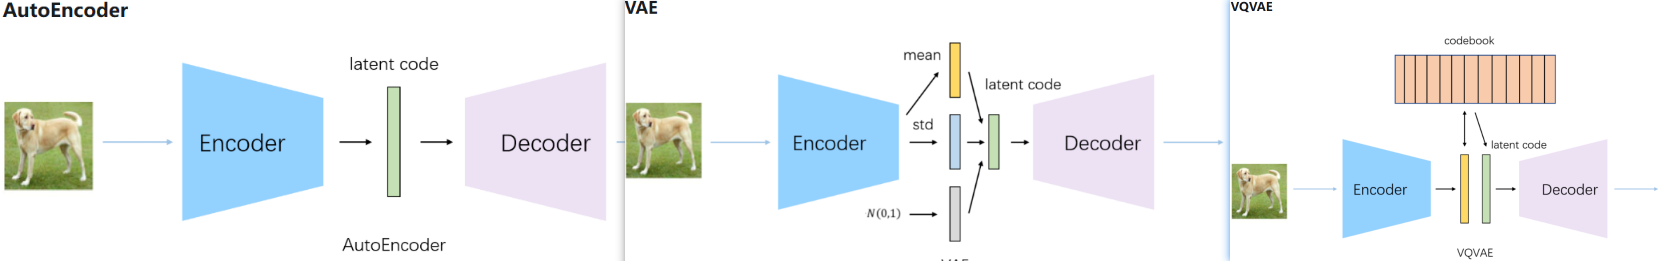 AutoEncoder
latent code
Encoder
Decoder
AutoEncoder
VAE
mean
latent code
std
Encoder
Decoder
N(0,1)
VQVAE
codebook
latent code
Encoder
Decoder
VQVAE